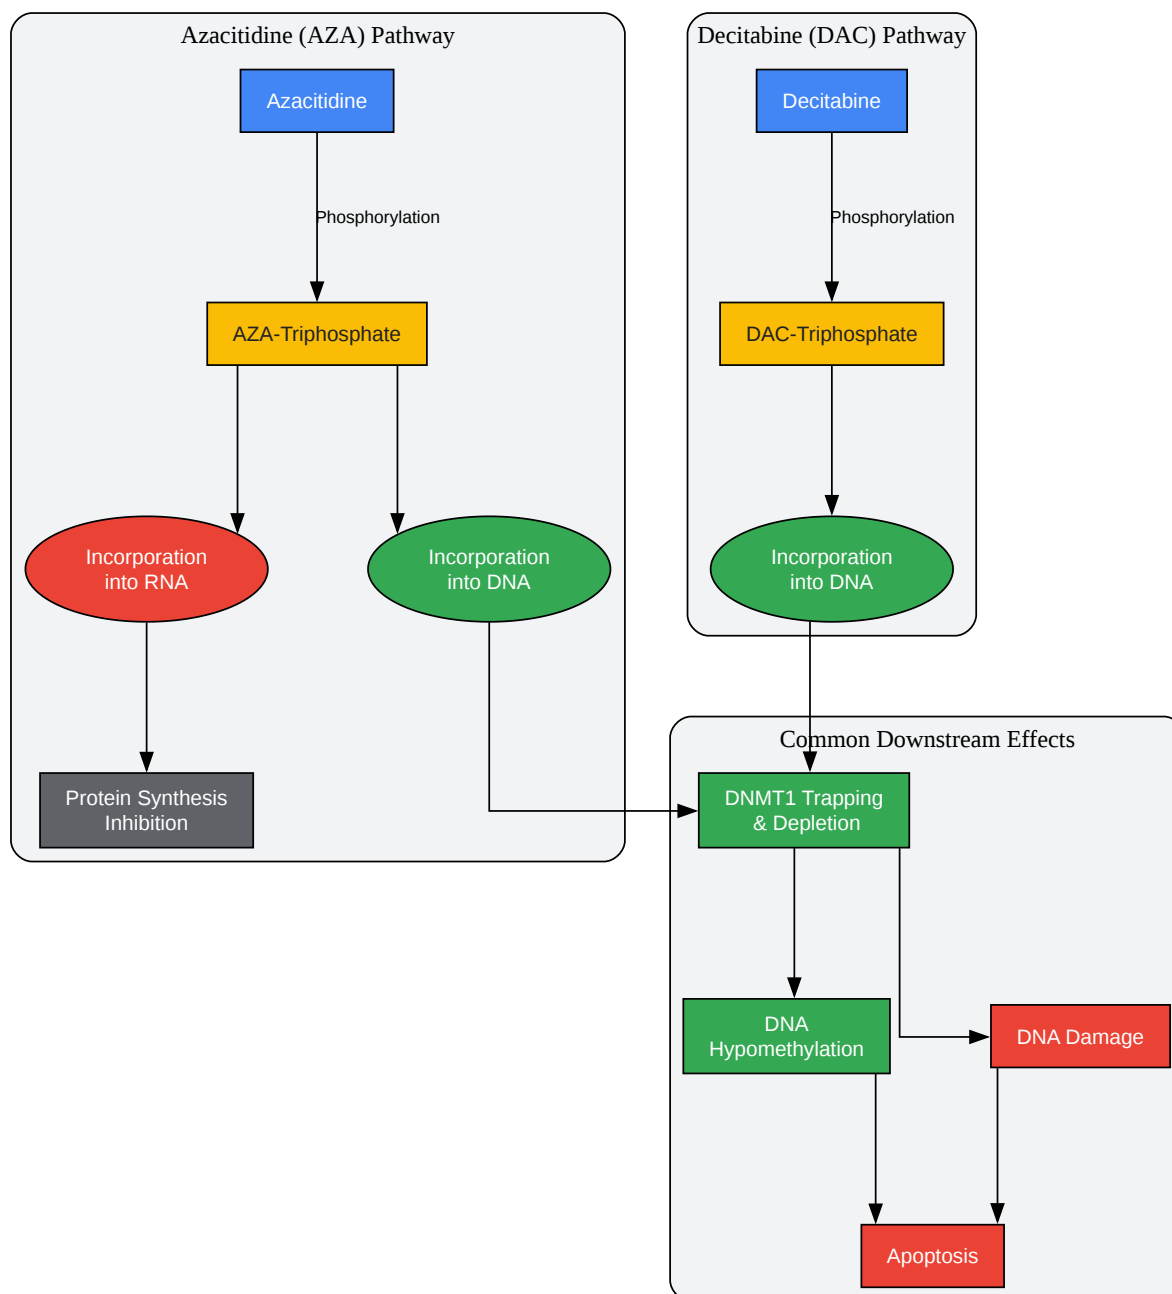 Azacitidine (AZA) Pathway
Azacitidine
Phosphorylation
AZA-Triphosphate
Incorporation
into RNA
Incorporation
into DNA
Protein Synthesis
Inhibition
Decitabine (DAC) Pathway
Decitabine
Phosphorylation
DAC-Triphosphate
Incorporation
into DNA
Common Downstream Effects
DNMT1 Trapping
& Depletion
DNA
Hypomethylation
DNA Damage
Apoptosis